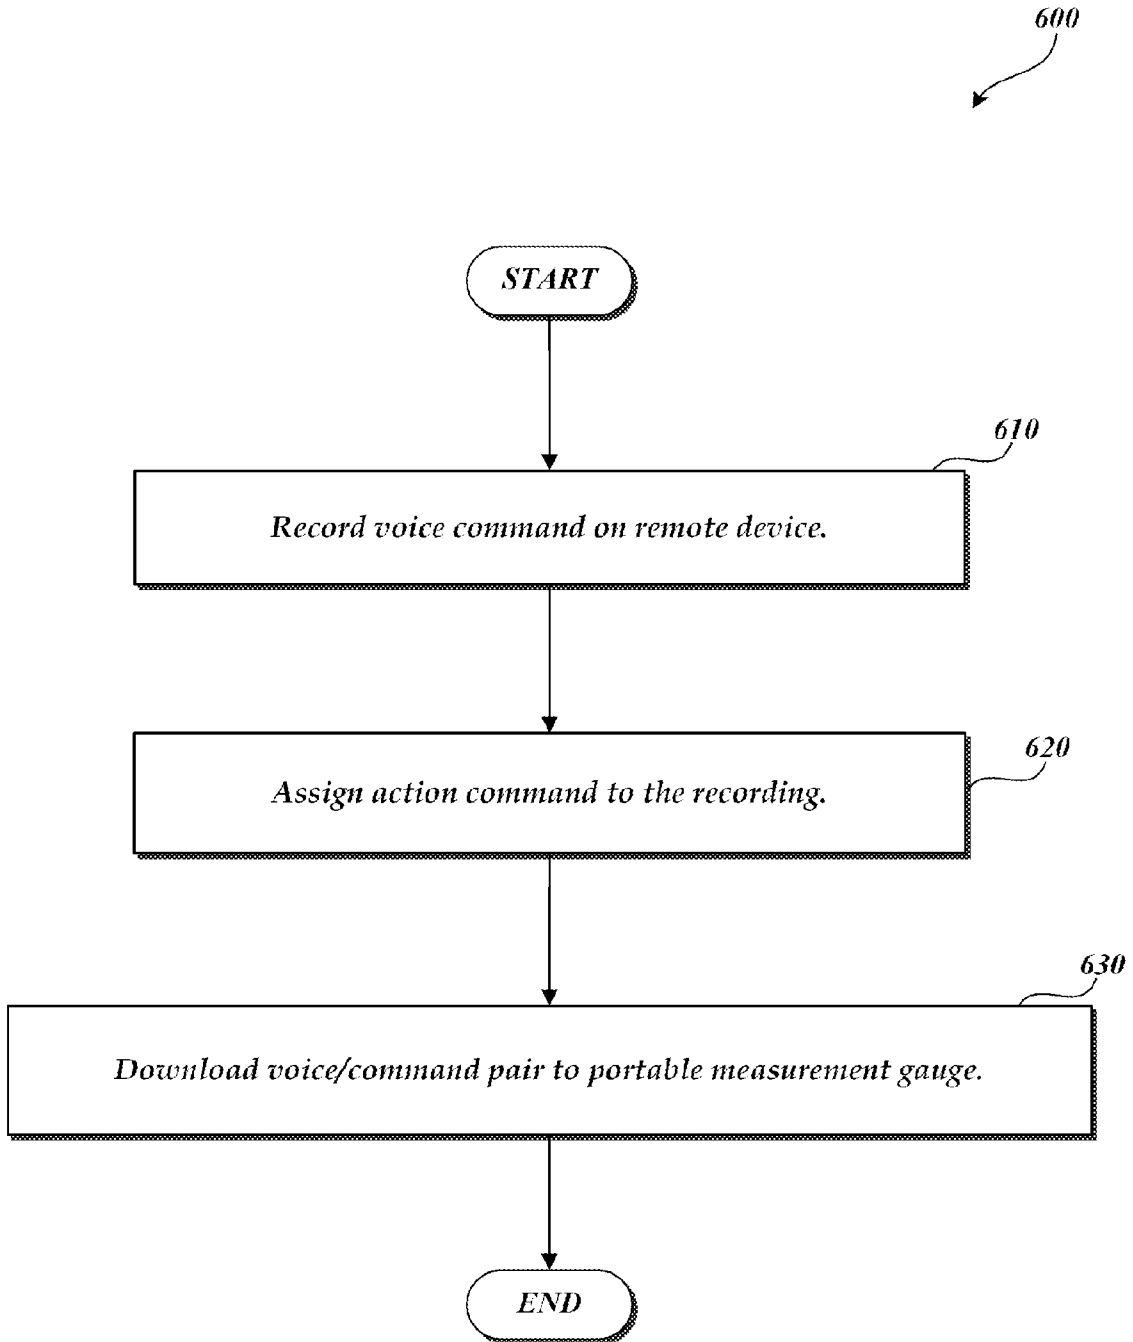 600
START
610
Record voice command on remote device.
620
Assign action command to the recording.
630
Download voice/command pair to portable measurement gauge.
END